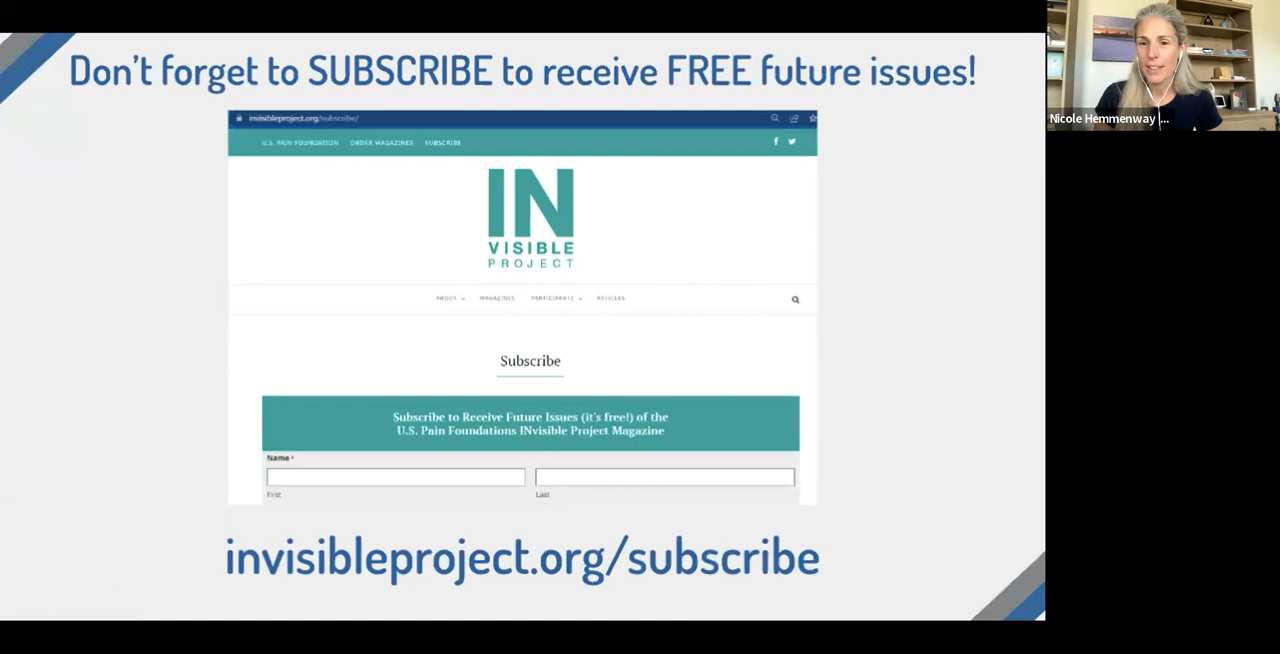 Don't forget to SUBSCRIBE to receive FREE future issues!
invisibleproject.org/subscribe/
U.S. PAIN FOUNDATION ORDER MAGAZINES SUBSCRIBE
IN
VISIBLE
PROJECT
ABOUT MAGAZINES PARTICIPANTS ARTICLES
Subscribe
Subscribe to Receive Future Issues (it's free!) of the
U.S. Pain Foundations INvisible Project Magazine
Name *
First Last
invisibleproject.org/subscribe
Nicole Hemmenway |...